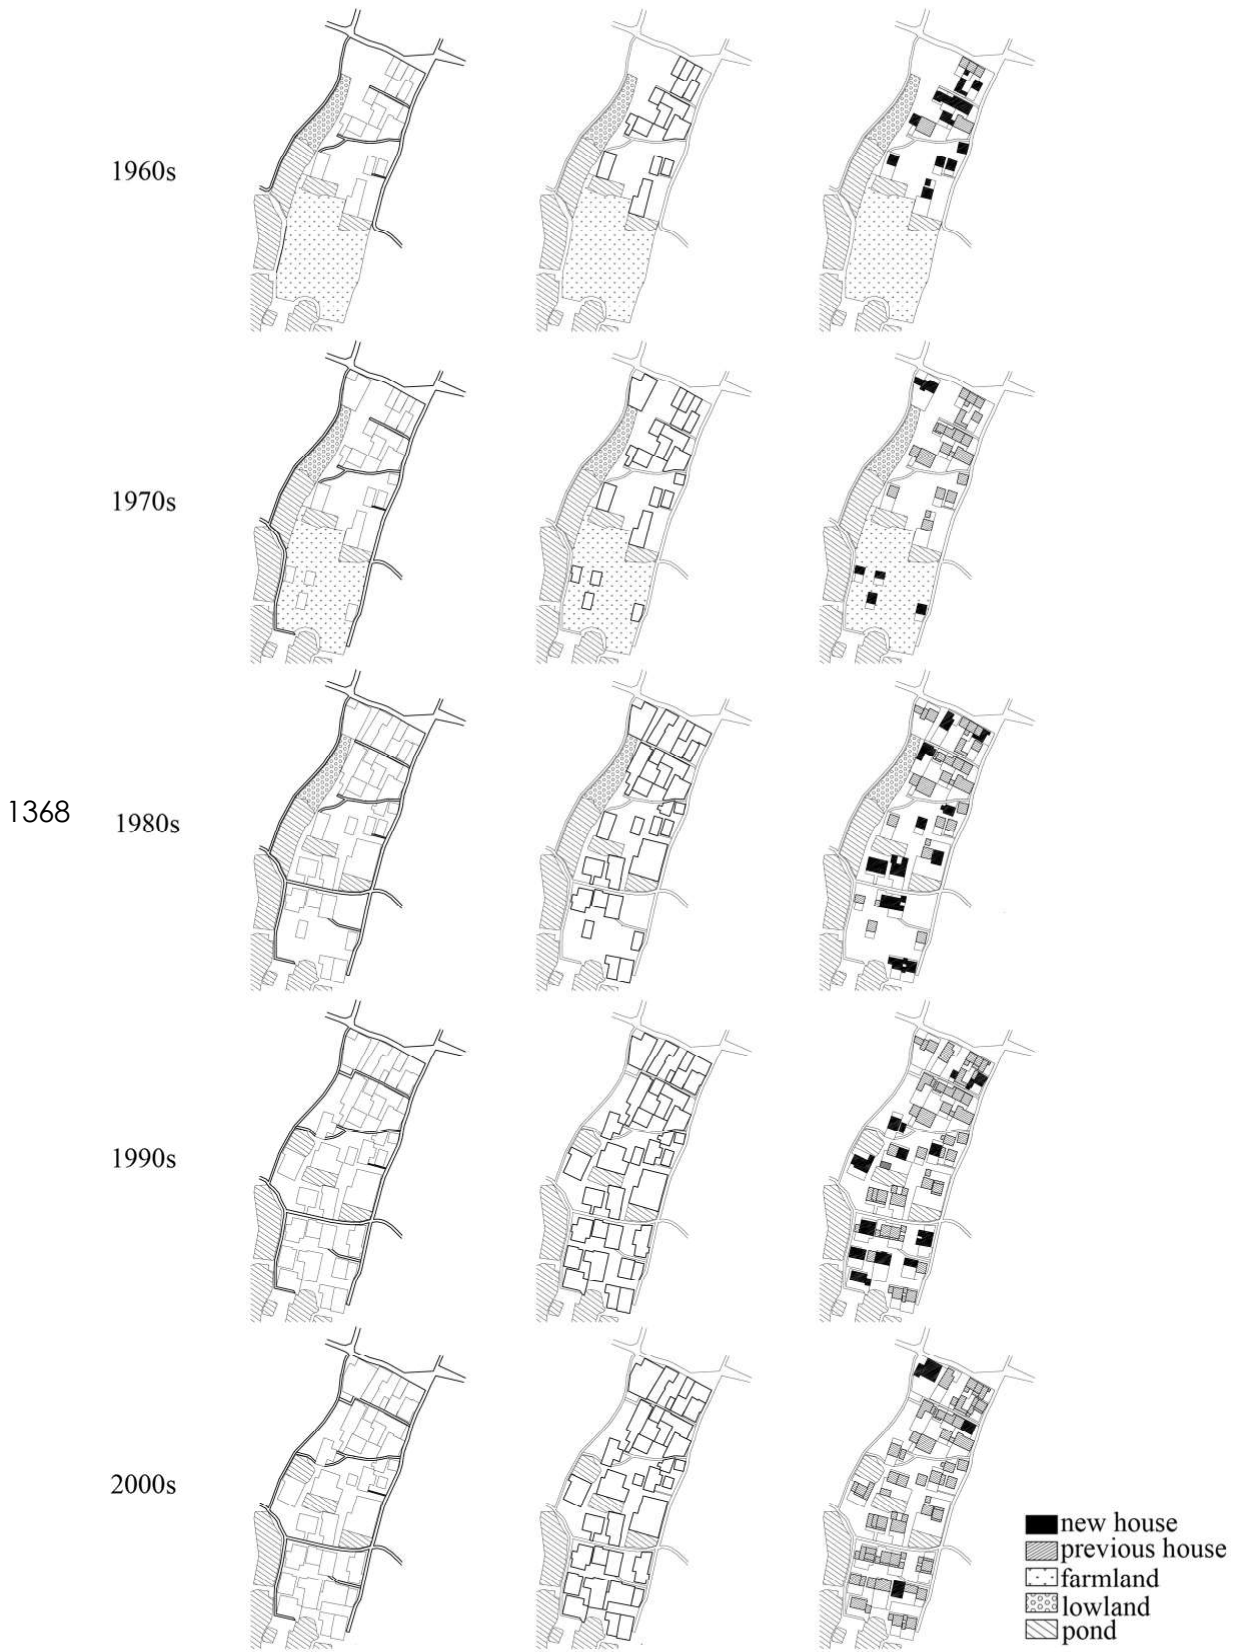 1960s
1970s
1368
1980s
1990s
2000s
new house
previous house
farmland
lowland
pond